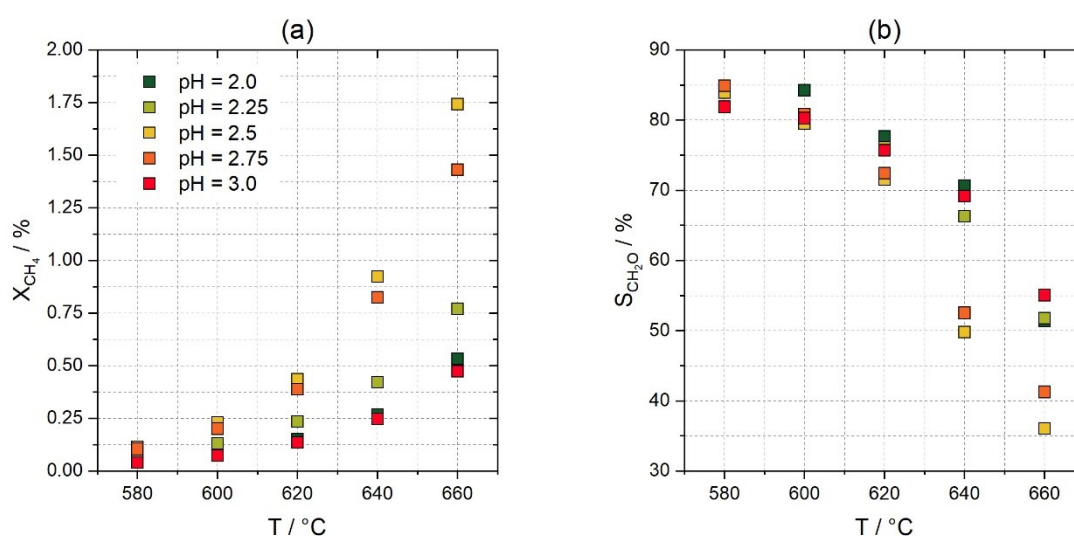 (a)
2.00
1.75
1.50
1.25
1.00
0.75
0.50
0.25
0.00
X_CH₄ / %
pH = 2.0
pH = 2.25
pH = 2.5
pH = 2.75
pH = 3.0
580 600 620 640 660
T / °C
(b)
90
80
70
60
50
40
30
S_CH₂O / %
580 600 620 640 660
T / °C